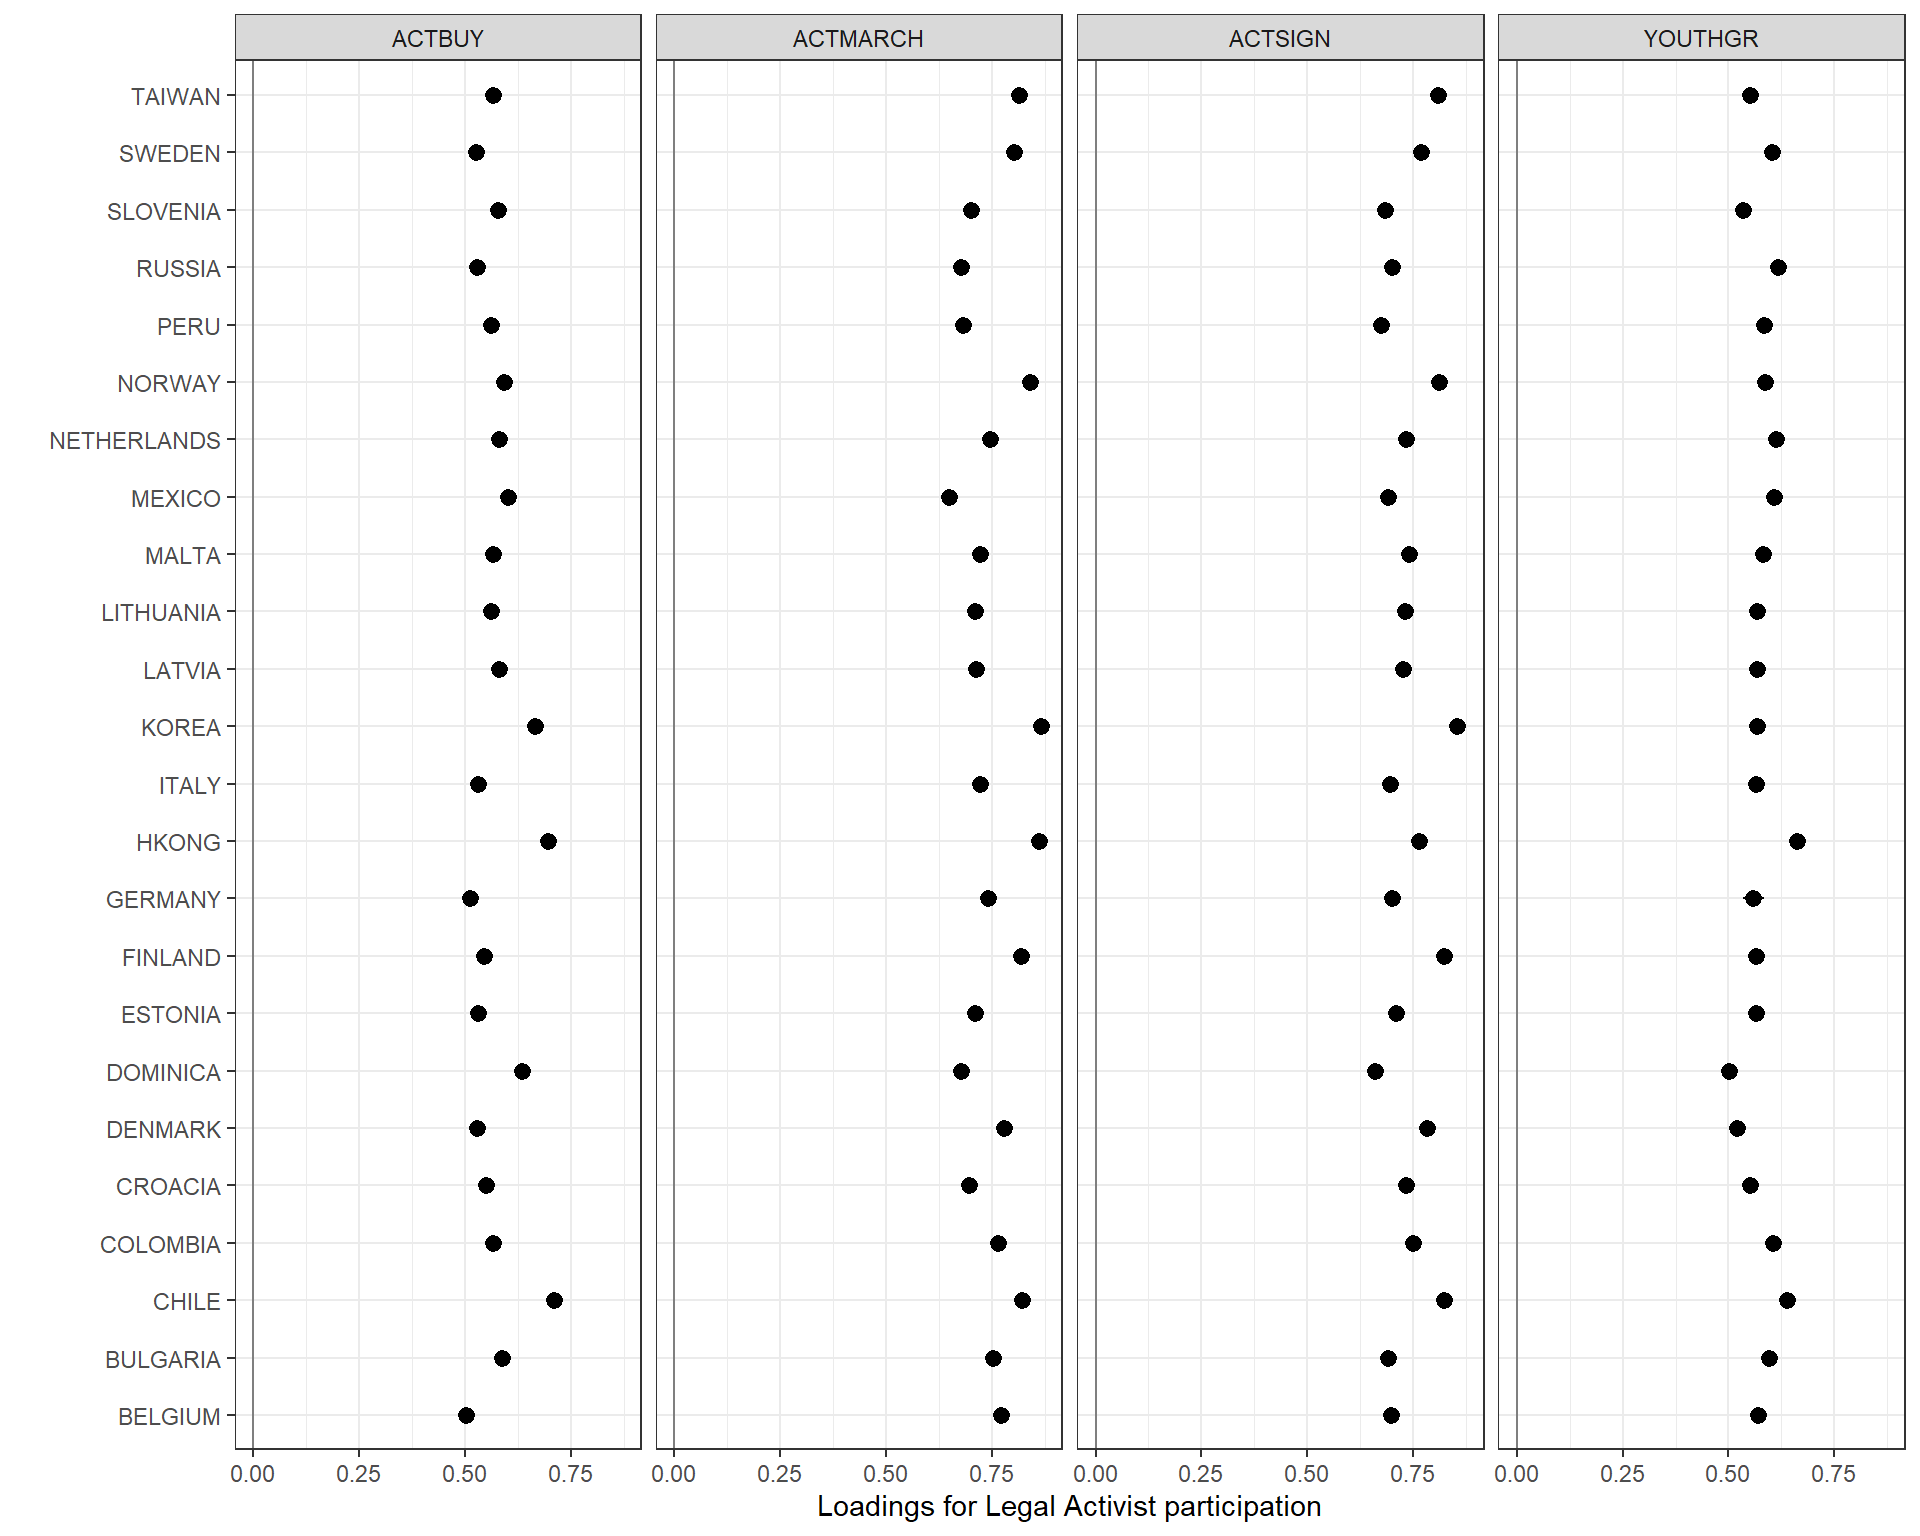 ACTBUY ACTMARCH ACTSIGN YOUTHGR
TAIWAN
SWEDEN
SLOVENIA
RUSSIA
PERU
NORWAY
NETHERLANDS
MEXICO
MALTA
LITHUANIA
LATVIA
KOREA
ITALY
HKONG
GERMANY
FINLAND
ESTONIA
DOMINICA
DENMARK
CROACIA
COLOMBIA
CHILE
BULGARIA
BELGIUM
0.00 0.25 0.50 0.75 0.00 0.25 0.50 0.75 0.00 0.25 0.50 0.75 0.00 0.25 0.50 0.75
Loadings for Legal Activist participation